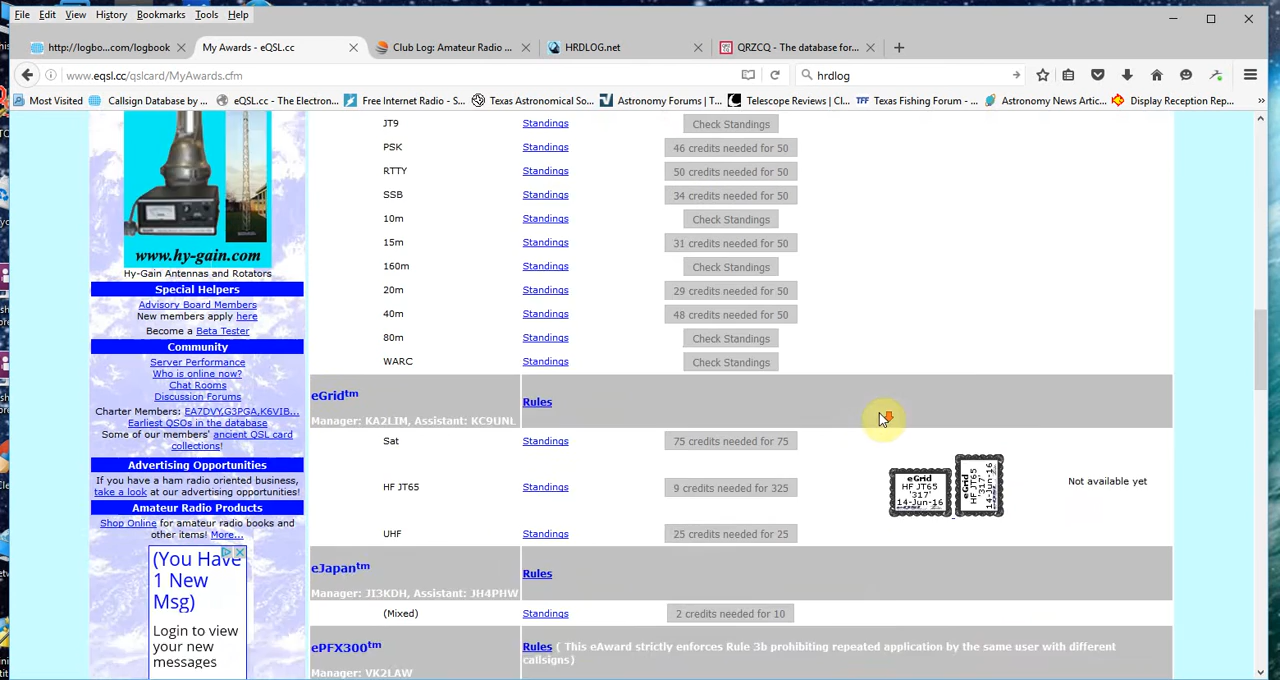 File Edit View History Bookmarks Tools Help
http://logbo...com/logbook My Awards - eQSL.cc Club Log: Amateur Radio ... HRDLOG.net QRZCQ - The database for...
www.eqsl.cc/qslcard/MyAwards.cfm hrdlog
Most Visited Callsign Database by ... eQSL.cc - The Electron... Free Internet Radio - S... Texas Astronomical So... Astronomy Forums | T... Telescope Reviews | Cl... Texas Fishing Forum - ... Astronomy News Artic... Display Reception Rep...
www.hy-gain.com
Hy-Gain Antennas and Rotators
Special Helpers
Advisory Board Members
New members apply here
Become a Beta Tester
Community
Server Performance
Who is online now?
Chat Rooms
Discussion Forums
Charter Members: EA7DVY,G3PGA,K6VIB...
Earliest QSOs in the database
Some of our members' ancient QSL card
collections!
Advertising Opportunities
If you have a ham radio oriented business,
take a look at our advertising opportunities!
Amateur Radio Products
Shop Online for amateur radio books and
other items! More...
(You Have
1 New
Msg)
Login to view
your new
messages
JT9 Standings Check Standings
PSK Standings 46 credits needed for 50
RTTY Standings 50 credits needed for 50
SSB Standings 34 credits needed for 50
10m Standings Check Standings
15m Standings 31 credits needed for 50
160m Standings Check Standings
20m Standings 29 credits needed for 50
40m Standings 48 credits needed for 50
80m Standings Check Standings
WARC Standings Check Standings
eGridtm Rules
Manager: KA2LIM, Assistant: KC9UNL
Sat Standings 75 credits needed for 75
HF JT65 Standings 9 credits needed for 325
eGrid
HF JT65
'317'
14-Jun-16
eGrid
HF JT65
'317'
14-Jun-16
Not available yet
UHF Standings 25 credits needed for 25
eJapantm Rules
Manager: JI3KDH, Assistant: JH4PHW
(Mixed) Standings 2 credits needed for 10
ePFX300tm Rules ( This eAward strictly enforces Rule 3b prohibiting repeated application by the same user with different
callsigns)
Manager: VK2LAW